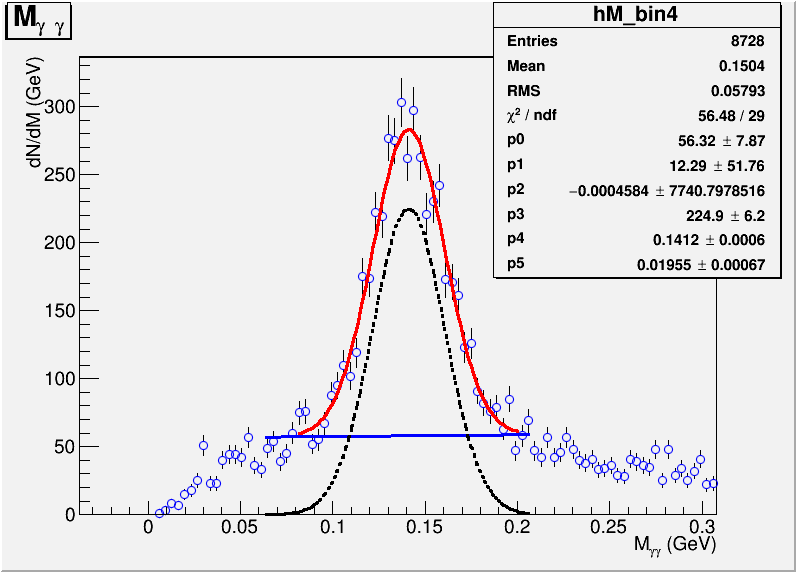 M γ γ
hM_bin4
Entries 8728
Mean 0.1504
RMS 0.05793
χ² / ndf 56.48 / 29
p0 56.32 ± 7.87
p1 12.29 ± 51.76
p2 −0.0004584 ± 7740.7978516
p3 224.9 ± 6.2
p4 0.1412 ± 0.0006
p5 0.01955 ± 0.00067
dN/dM (GeV)
300
250
200
150
100
50
0
0 0.05 0.1 0.15 0.2 0.25 0.3
Mγγ (GeV)